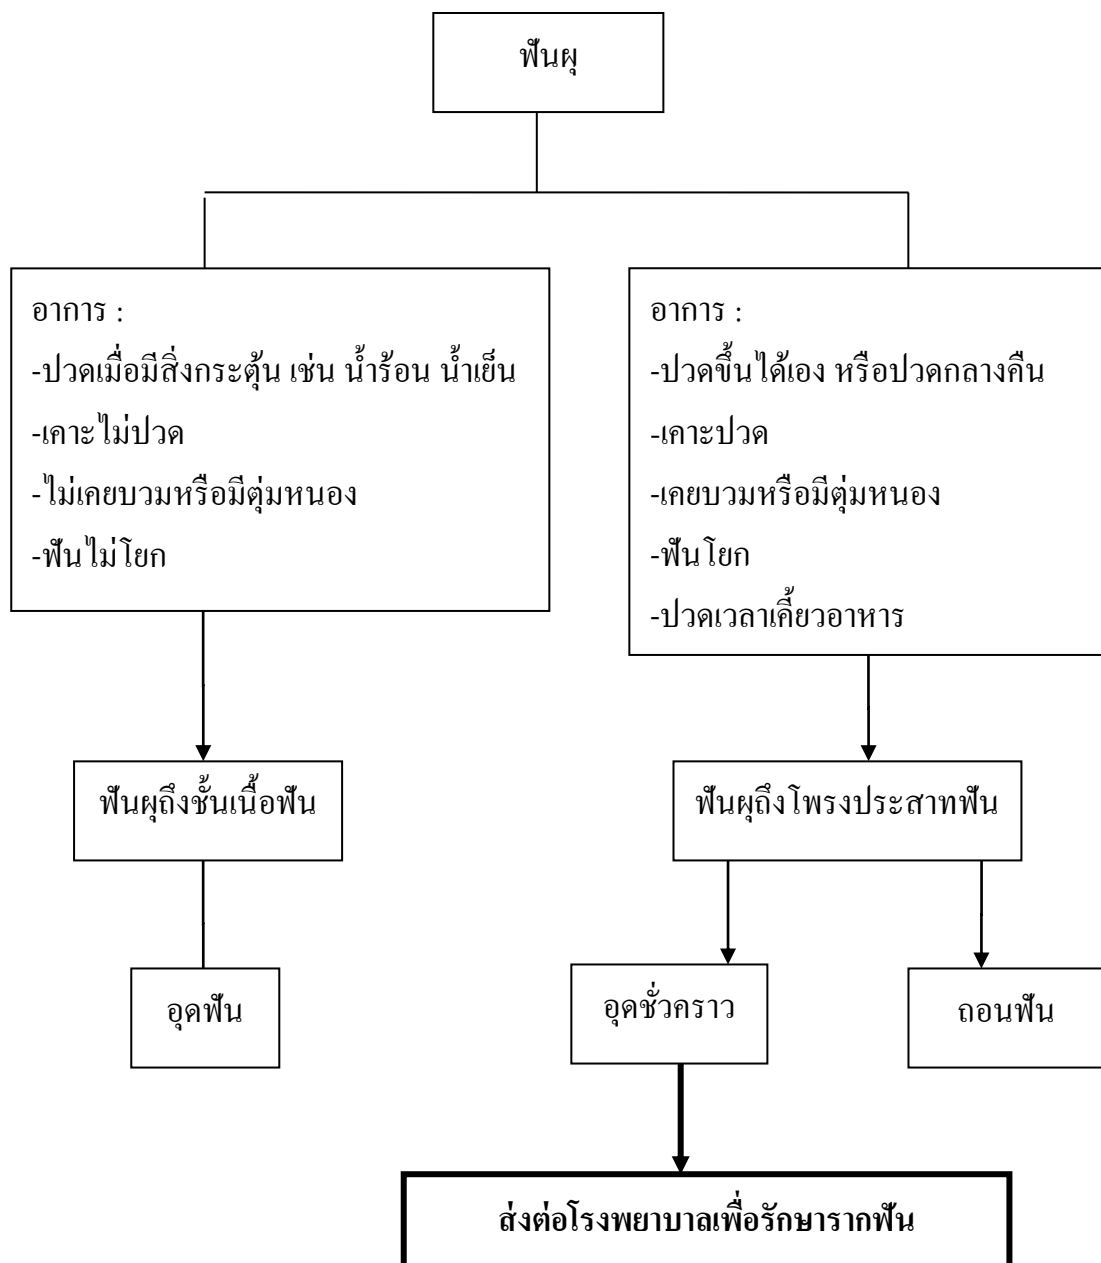 ฟันผุ
อาการ :
-ปวดเมื่อมีสิ่งกระตุ้น เช่น น้ำร้อน น้ำเย็น
-เคาะไม่ปวด
-ไม่เคยบวมหรือมีตุ่มหนอง
-ฟันไม่โยก
อาการ :
-ปวดขึ้นได้เอง หรือปวดกลางคืน
-เคาะปวด
-เคยบวมหรือมีตุ่มหนอง
-ฟันโยก
-ปวดเวลาเคี้ยวอาหาร
ฟันผุถึงชั้นเนื้อฟัน
ฟันผุถึงโพรงประสาทฟัน
อุดฟัน
อุดชั่วคราว
ถอนฟัน
ส่งต่อโรงพยาบาลเพื่อรักษารากฟัน